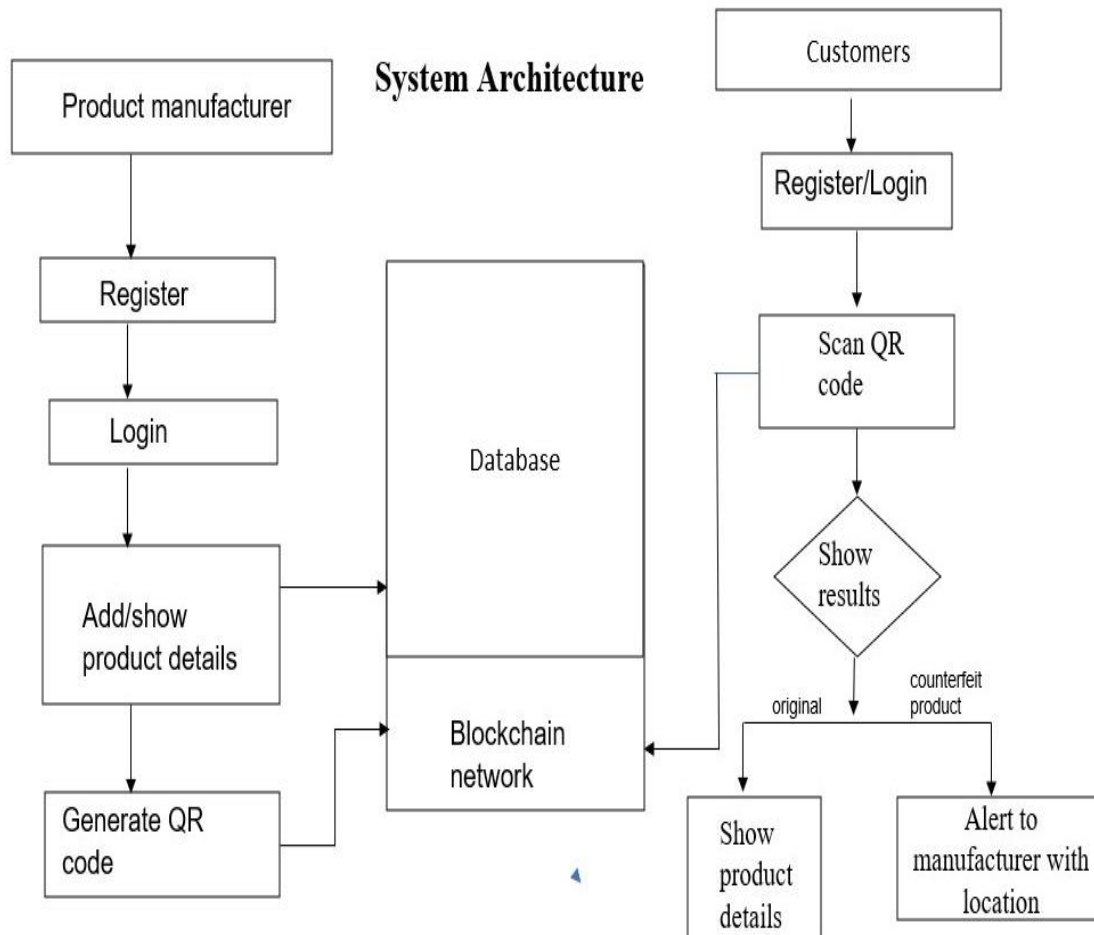 System Architecture
Product manufacturer
Register
Login
Add/show
product details
Generate QR
code
Database
Blockchain
network
Customers
Register/Login
Scan QR
code
Show
results
original
counterfeit
product
Show
product
details
Alert to
manufacturer with
location